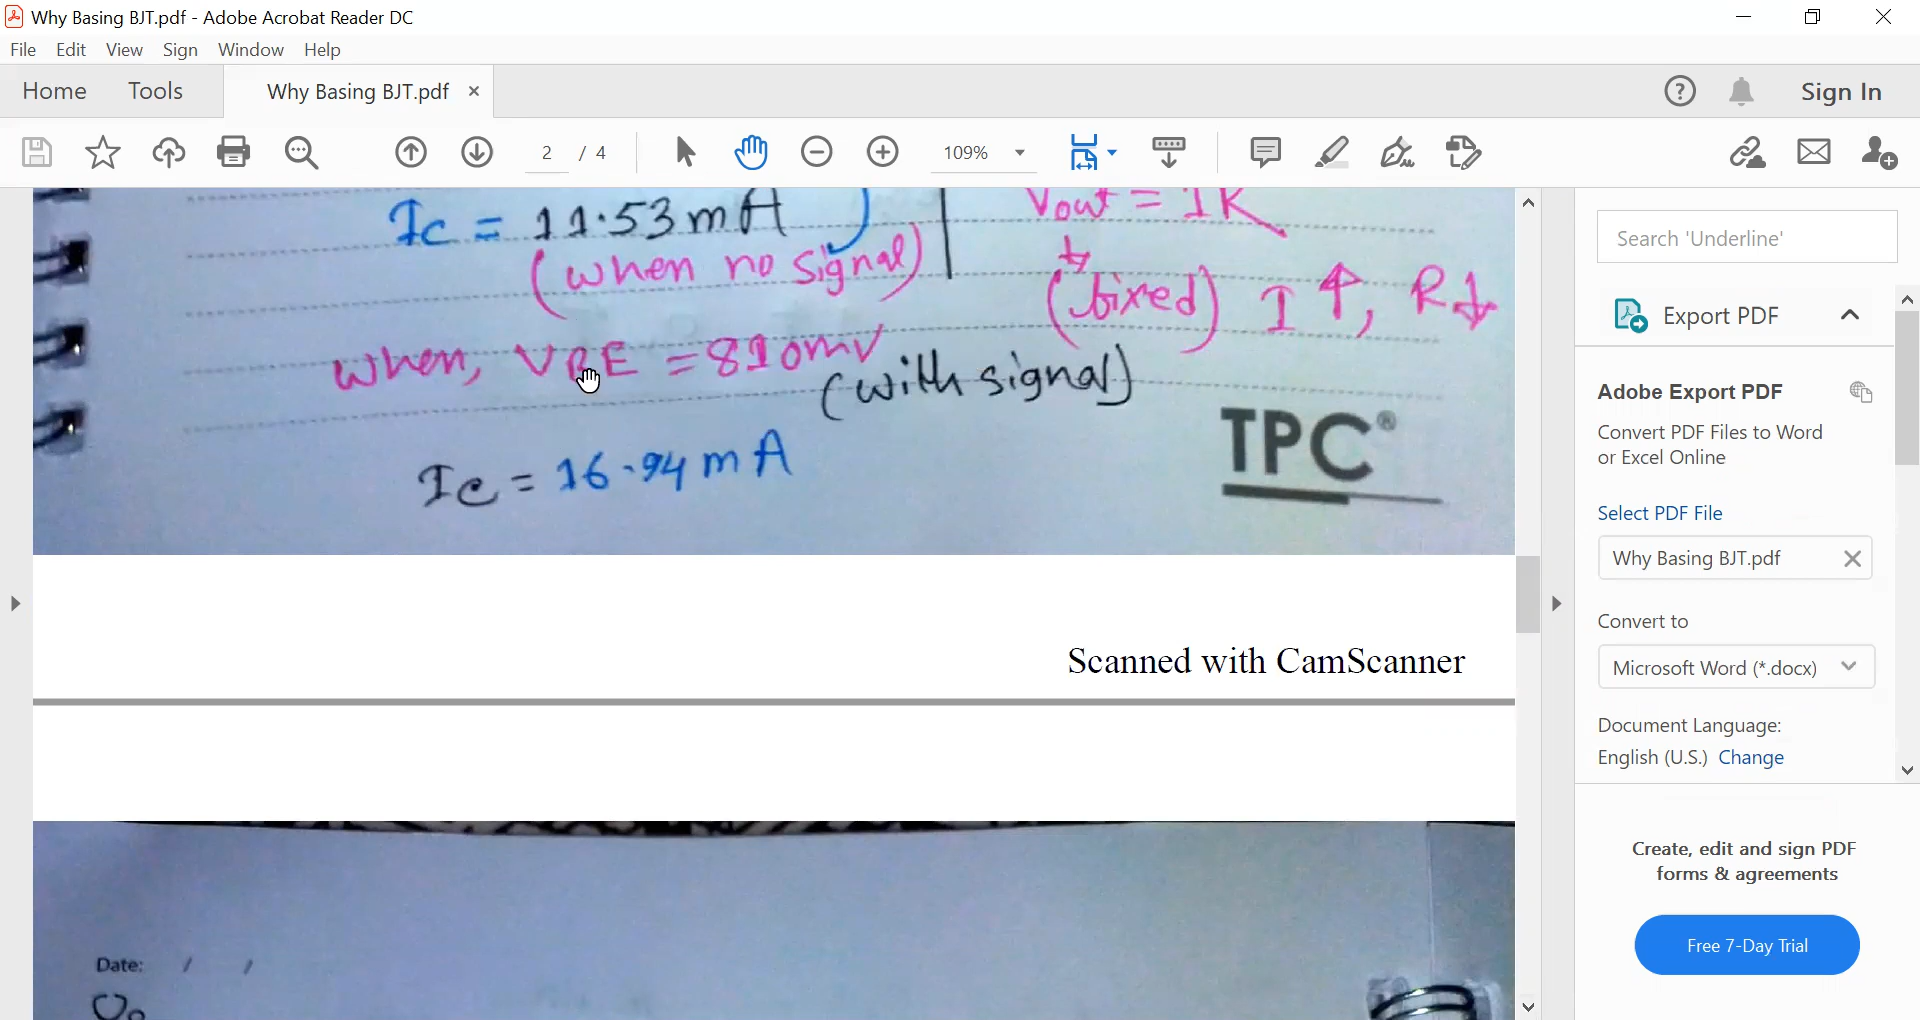 Why Basing BJT.pdf - Adobe Acrobat Reader DC
File Edit View Sign Window Help
Home Tools Why Basing BJT.pdf × Sign In
2 / 4 109%
Ic = 11.53mA
(when no signal)
Vout = IR
(fixed) I ↑, R↓
when, VBE = 810mV
(with signal)
Ic = 16.94 mA
TPC®
Scanned with CamScanner
Date: / /
Search 'Underline'
Export PDF
Adobe Export PDF
Convert PDF Files to Word
or Excel Online
Select PDF File
Why Basing BJT.pdf
Convert to
Microsoft Word (*.docx)
Document Language:
English (U.S.) Change
Create, edit and sign PDF
forms & agreements
Free 7-Day Trial